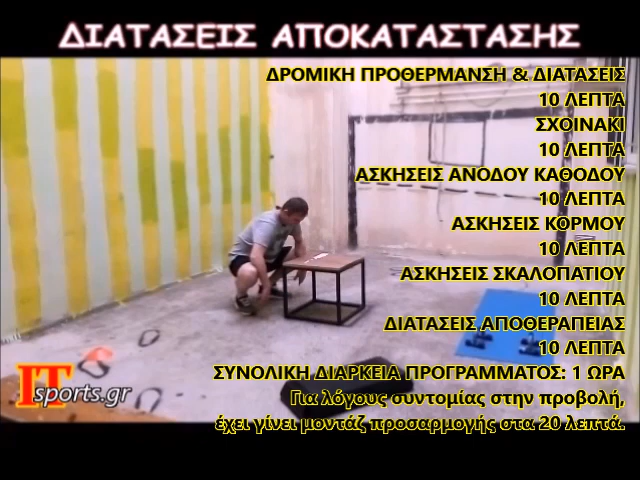 ΔΙΑΤΑΣΕΙΣ ΑΠΟΚΑΤΑΣΤΑΣΗΣ
ΔΡΟΜΙΚΗ ΠΡΟΘΕΡΜΑΝΣΗ & ΔΙΑΤΑΣΕΙΣ
10 ΛΕΠΤΑ
ΣΧΟΙΝΑΚΙ
10 ΛΕΠΤΑ
ΑΣΚΗΣΕΙΣ ΑΝΟΔΟΥ ΚΑΘΟΔΟΥ
10 ΛΕΠΤΑ
ΑΣΚΗΣΕΙΣ ΚΟΡΜΟΥ
10 ΛΕΠΤΑ
ΑΣΚΗΣΕΙΣ ΣΚΑΛΟΠΑΤΙΟΥ
10 ΛΕΠΤΑ
ΔΙΑΤΑΣΕΙΣ ΑΠΟΘΕΡΑΠΕΙΑΣ
10 ΛΕΠΤΑ
ΣΥΝΟΛΙΚΗ ΔΙΑΡΚΕΙΑ ΠΡΟΓΡΑΜΜΑΤΟΣ: 1 ΩΡΑ
Για λόγους συντομίας στην προβολή,
έχει γίνει μοντάζ προσαρμογής στα 20 λεπτά.
IT
sports.gr